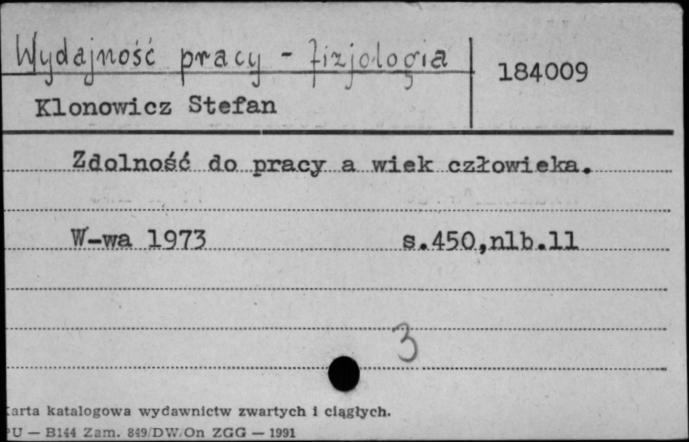 Wydajność pracy - fizjologia
184009
Klonowicz Stefan
Zdolność do pracy a wiek człowieka.
W-wa 1973 s.450,nlb.11
3
arta katalogowa wydawnictw zwartych i ciągłych.
PU — B144 Zam. 849/DW/On ZGG — 1991